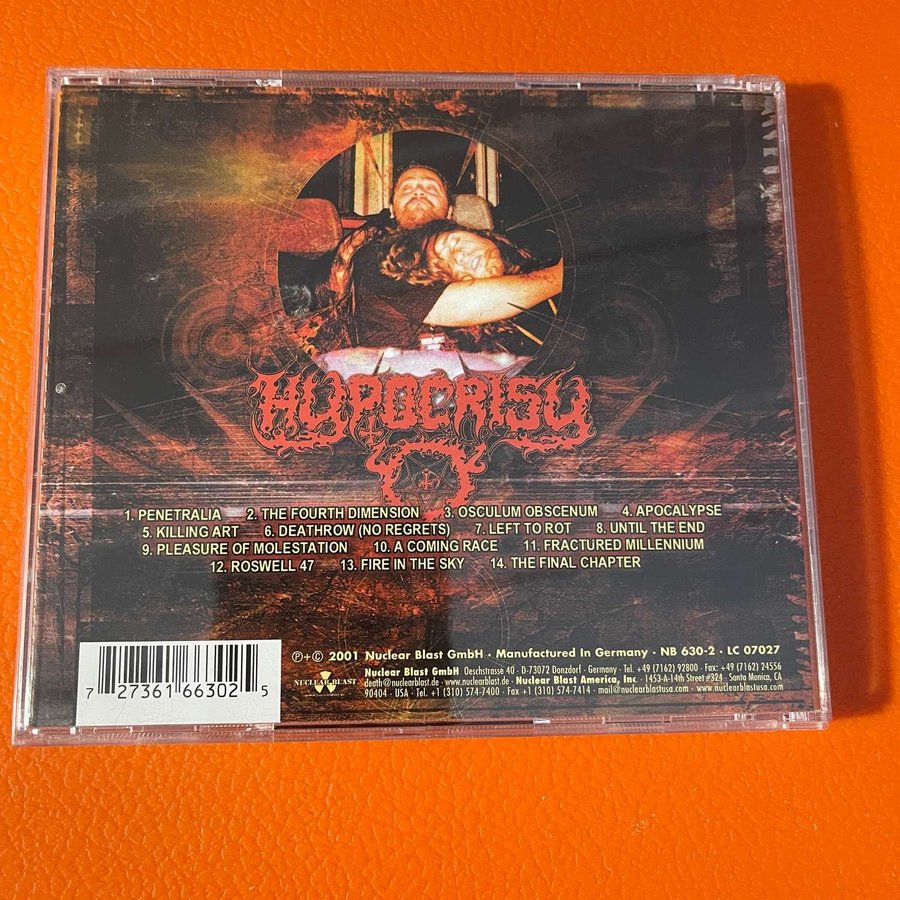 HYPOCRISY
1. PENETRALIA 2. THE FOURTH DIMENSION 3. OSCULUM OBSCENUM 4. APOCALYPSE
5. KILLING ART 6. DEATHROW (NO REGRETS) 7. LEFT TO ROT 8. UNTIL THE END
9. PLEASURE OF MOLESTATION 10. A COMING RACE 11. FRACTURED MILLENNIUM
12. ROSWELL 47 13. FIRE IN THE SKY 14. THE FINAL CHAPTER
7 27361 66302 5
NUCLEAR BLAST
℗+© 2001 Nuclear Blast GmbH · Manufactured In Germany · NB 630-2 · LC 07027
Nuclear Blast GmbH Oeschstrasse 40 · D-73072 Donzdorf · Germany · Tel. +49 (7162) 92800 · Fax: +49 (7162) 24556
death@nuclearblast.de · www.nuclearblast.de · Nuclear Blast America, Inc. · 1453-A-14th Street #324 · Santa Monica, CA
90404 · USA · Tel. +1 (310) 574-7400 · Fax +1 (310) 574-7414 · mail@nuclearblastusa.com · www.nuclearblastusa.com